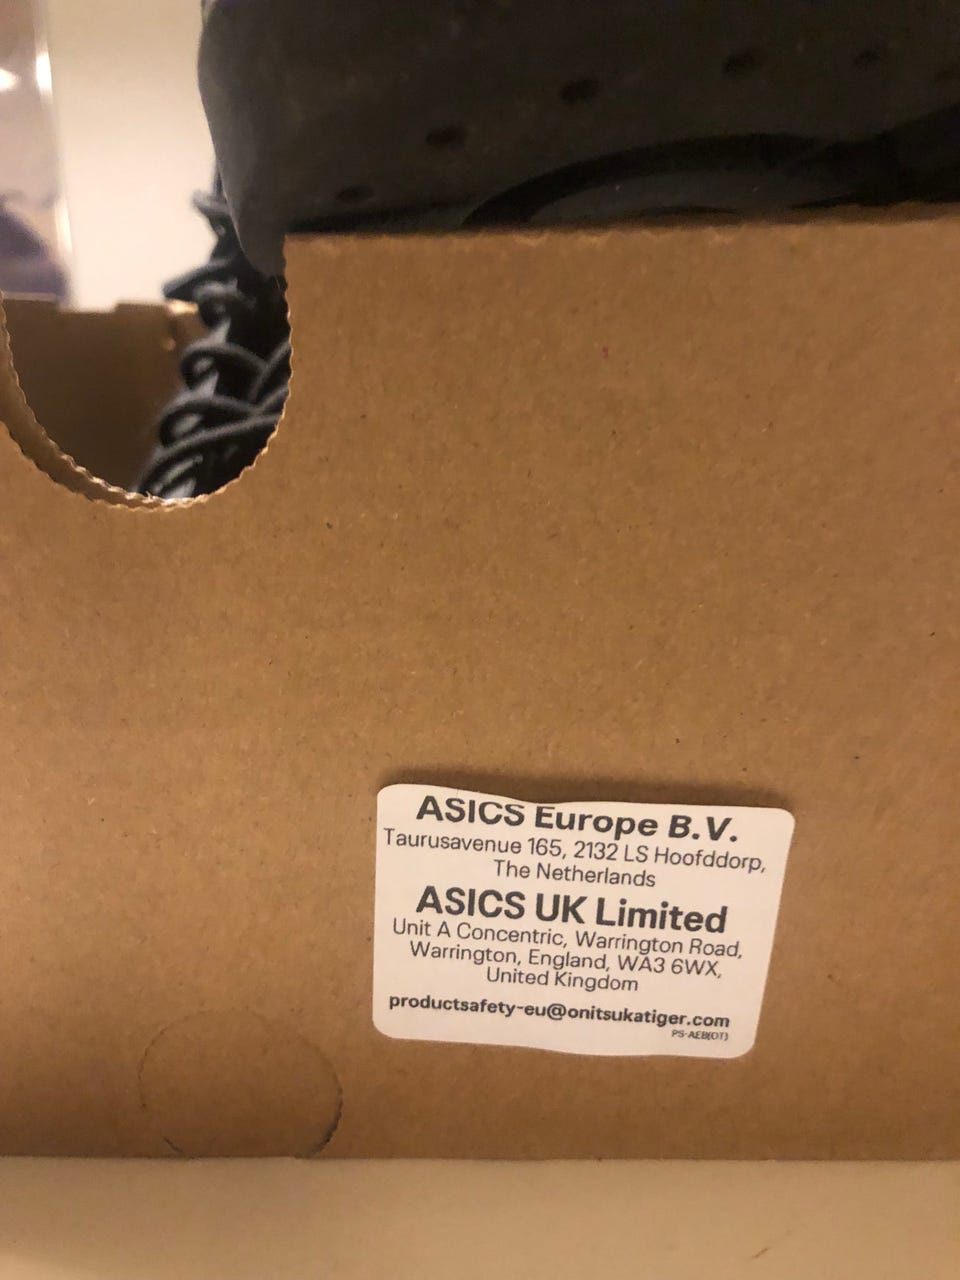 ASICS Europe B.V.
Taurusavenue 165, 2132 LS Hoofddorp,
The Netherlands
ASICS UK Limited
Unit A Concentric, Warrington Road,
Warrington, England, WA3 6WX,
United Kingdom
productsafety-eu@onitsukatiger.com
PS-AEB(OT)